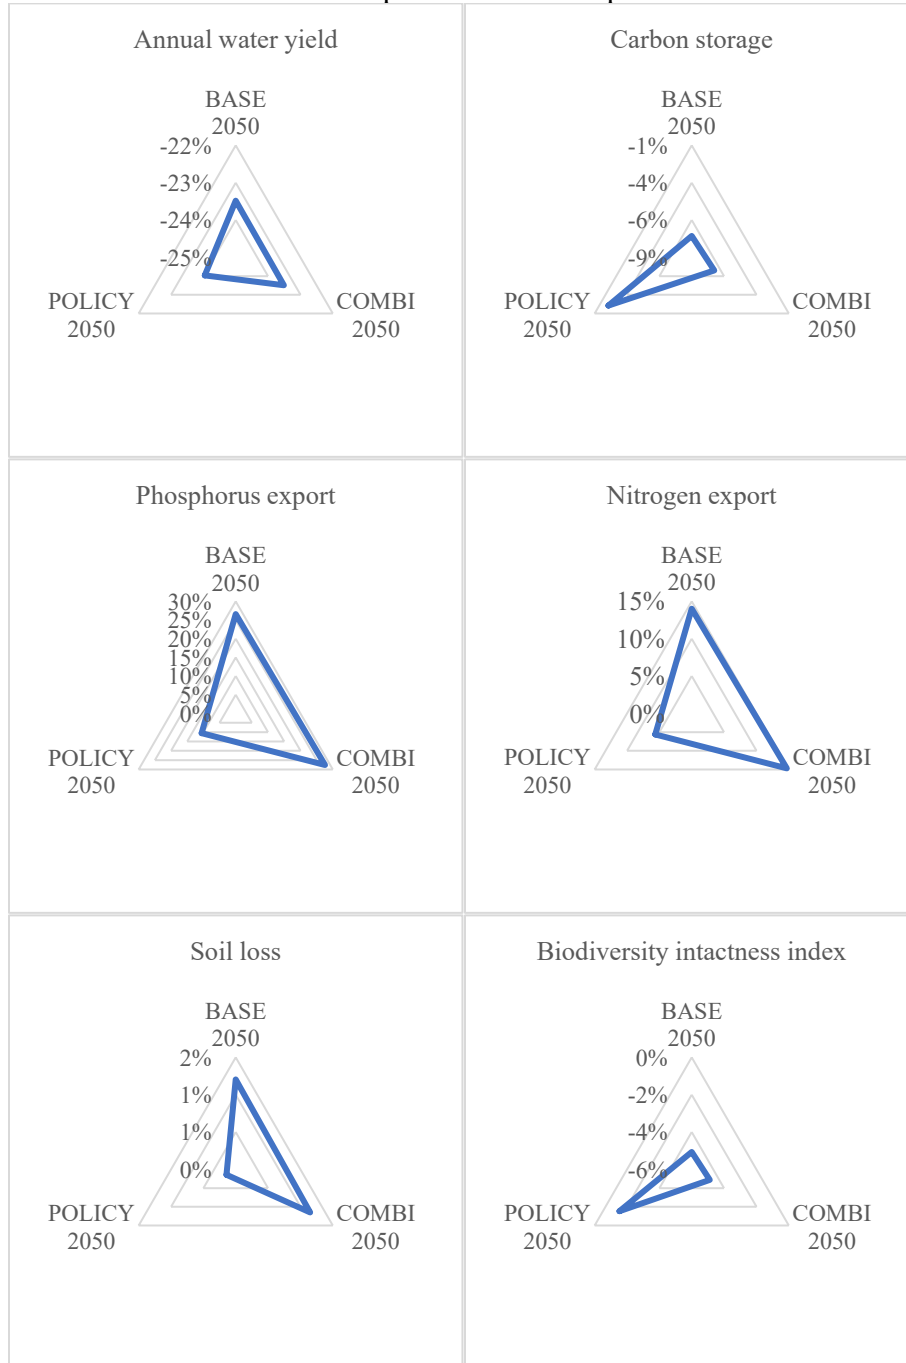 Annual water yield
BASE
2050
-22%
-23%
-24%
-25%
POLICY
2050
COMBI
2050
Carbon storage
BASE
2050
-1%
-4%
-6%
-9%
POLICY
2050
COMBI
2050
Phosphorus export
BASE
2050
30%
25%
20%
15%
10%
5%
0%
POLICY
2050
COMBI
2050
Nitrogen export
BASE
2050
15%
10%
5%
0%
POLICY
2050
COMBI
2050
Soil loss
BASE
2050
2%
1%
1%
0%
POLICY
2050
COMBI
2050
Biodiversity intactness index
BASE
2050
0%
-2%
-4%
-6%
POLICY
2050
COMBI
2050